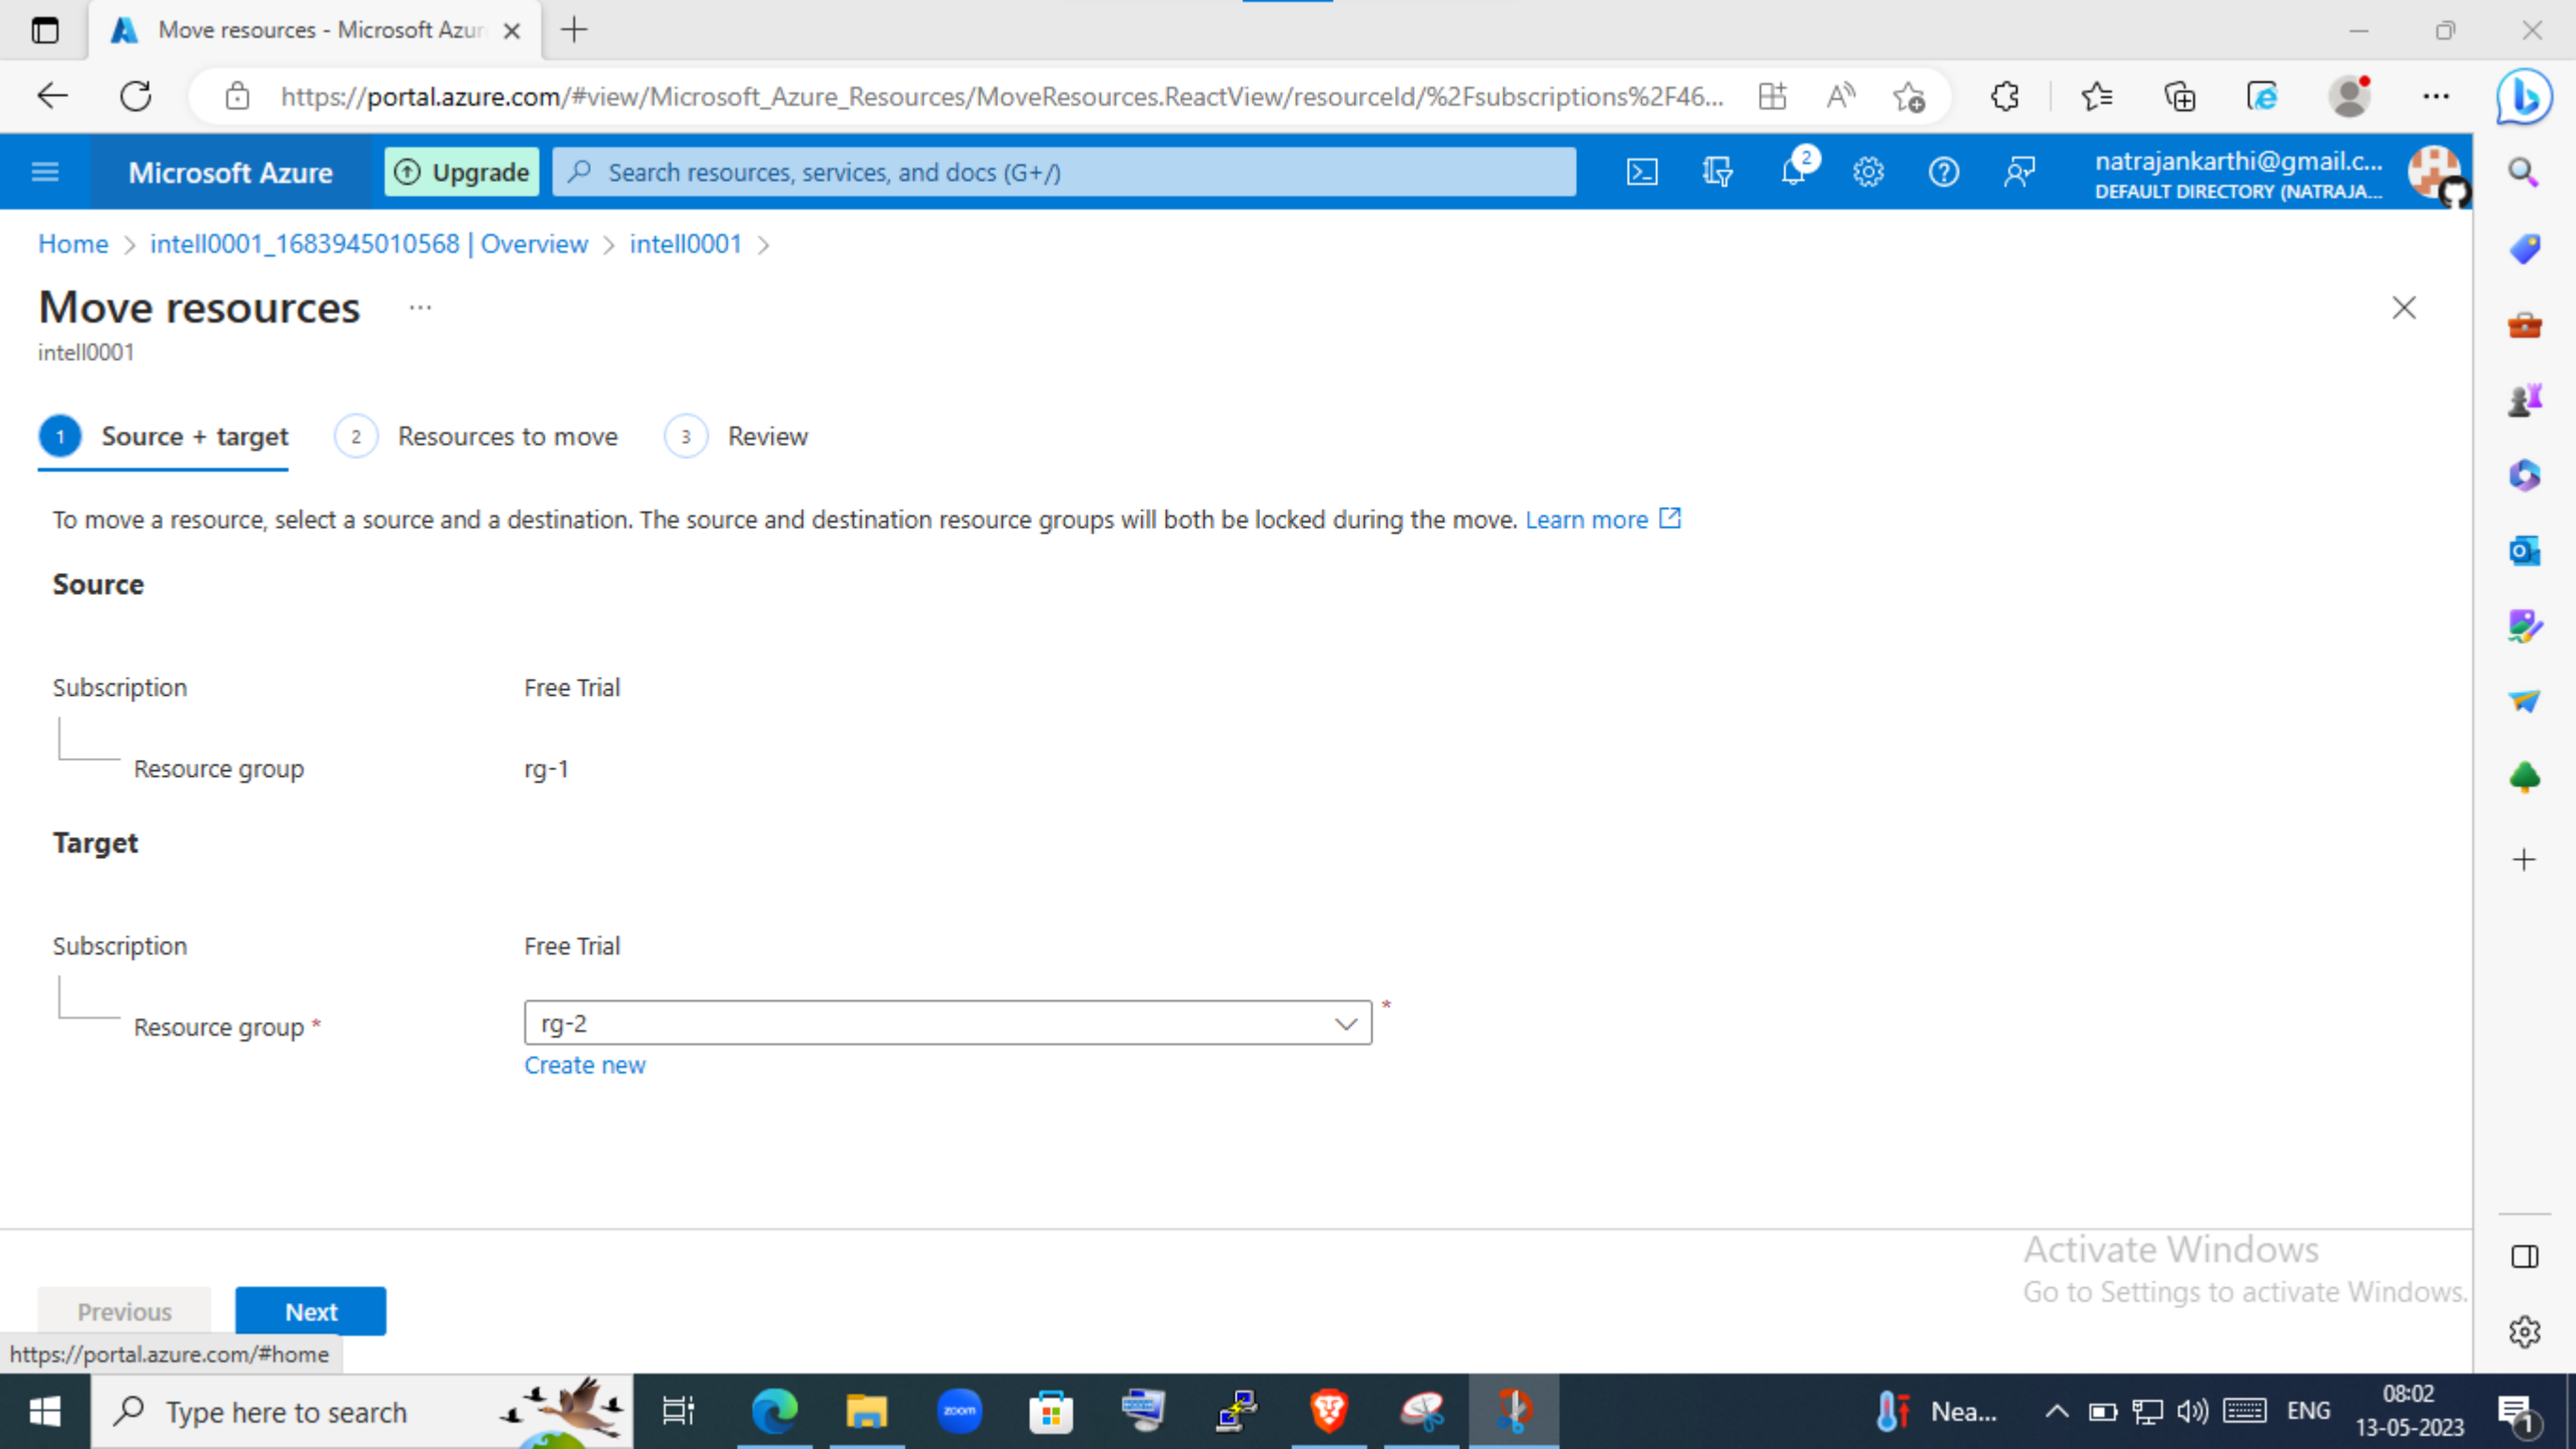 Move resources - Microsoft Azur
https://portal.azure.com/#view/Microsoft_Azure_Resources/MoveResources.ReactView/resourceId/%2Fsubscriptions%2F46...
Microsoft Azure
Upgrade
Search resources, services, and docs (G+/)
2
natrajankarthi@gmail.c...
DEFAULT DIRECTORY (NATRAJA...
Home > intell0001_1683945010568 | Overview > intell0001 >
Move resources ...
intell0001
1 Source + target 2 Resources to move 3 Review
To move a resource, select a source and a destination. The source and destination resource groups will both be locked during the move. Learn more
Source
Subscription Free Trial
Resource group rg-1
Target
Subscription Free Trial
Resource group * rg-2 *
Create new
Activate Windows
Go to Settings to activate Windows.
Previous Next
https://portal.azure.com/#home
Type here to search
zoom
Nea...
ENG
08:02
13-05-2023
1